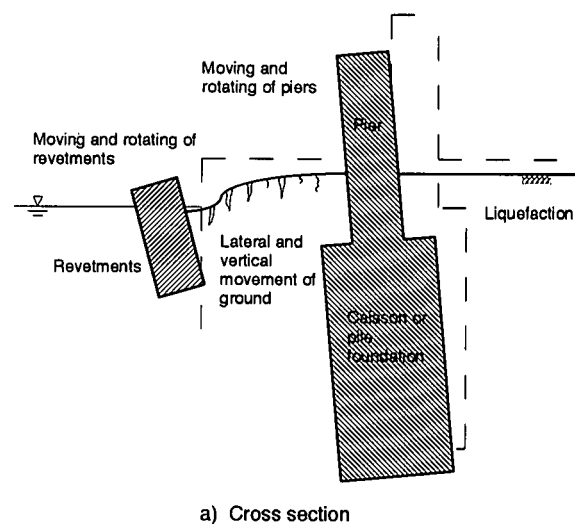 Moving and
rotating of piers
Pier
Moving and rotating of
revetments
Liquefaction
Lateral and
vertical
movement of
ground
Revetments
Caisson or
pile
foundation
a) Cross section